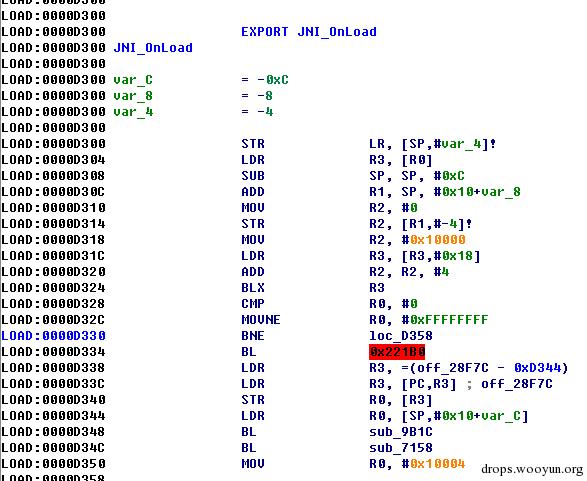 LOAD:0000D300
LOAD:0000D300
LOAD:0000D300 EXPORT JNI_OnLoad
LOAD:0000D300 JNI_OnLoad
LOAD:0000D300
LOAD:0000D300 var_C = -0xC
LOAD:0000D300 var_8 = -8
LOAD:0000D300 var_4 = -4
LOAD:0000D300
LOAD:0000D300 STR LR, [SP,#var_4]!
LOAD:0000D304 LDR R3, [R0]
LOAD:0000D308 SUB SP, SP, #0xC
LOAD:0000D30C ADD R1, SP, #0x10+var_8
LOAD:0000D310 MOV R2, #0
LOAD:0000D314 STR R2, [R1,#-4]!
LOAD:0000D318 MOV R2, #0x10000
LOAD:0000D31C LDR R3, [R3,#0x18]
LOAD:0000D320 ADD R2, R2, #4
LOAD:0000D324 BLX R3
LOAD:0000D328 CMP R0, #0
LOAD:0000D32C MOVNE R0, #0xFFFFFFFF
LOAD:0000D330 BNE loc_D358
LOAD:0000D334 BL 0x221B0
LOAD:0000D338 LDR R3, =(off_28F7C - 0xD344)
LOAD:0000D33C LDR R3, [PC,R3] ; off_28F7C
LOAD:0000D340 STR R0, [R3]
LOAD:0000D344 LDR R0, [SP,#0x10+var_C]
LOAD:0000D348 BL sub_9B1C
LOAD:0000D34C BL sub_7158
LOAD:0000D350 MOV R0, #0x10004
drops.wooyun.org